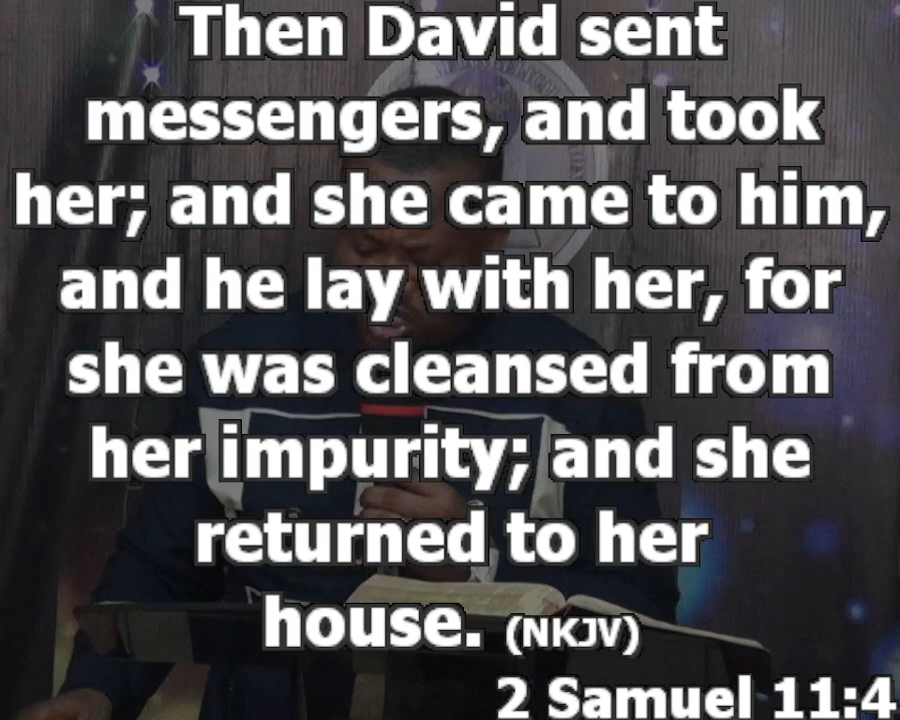 Then David sent
messengers, and took
her; and she came to him,
and he lay with her, for
she was cleansed from
her impurity; and she
returned to her
house. (NKJV)
2 Samuel 11:4